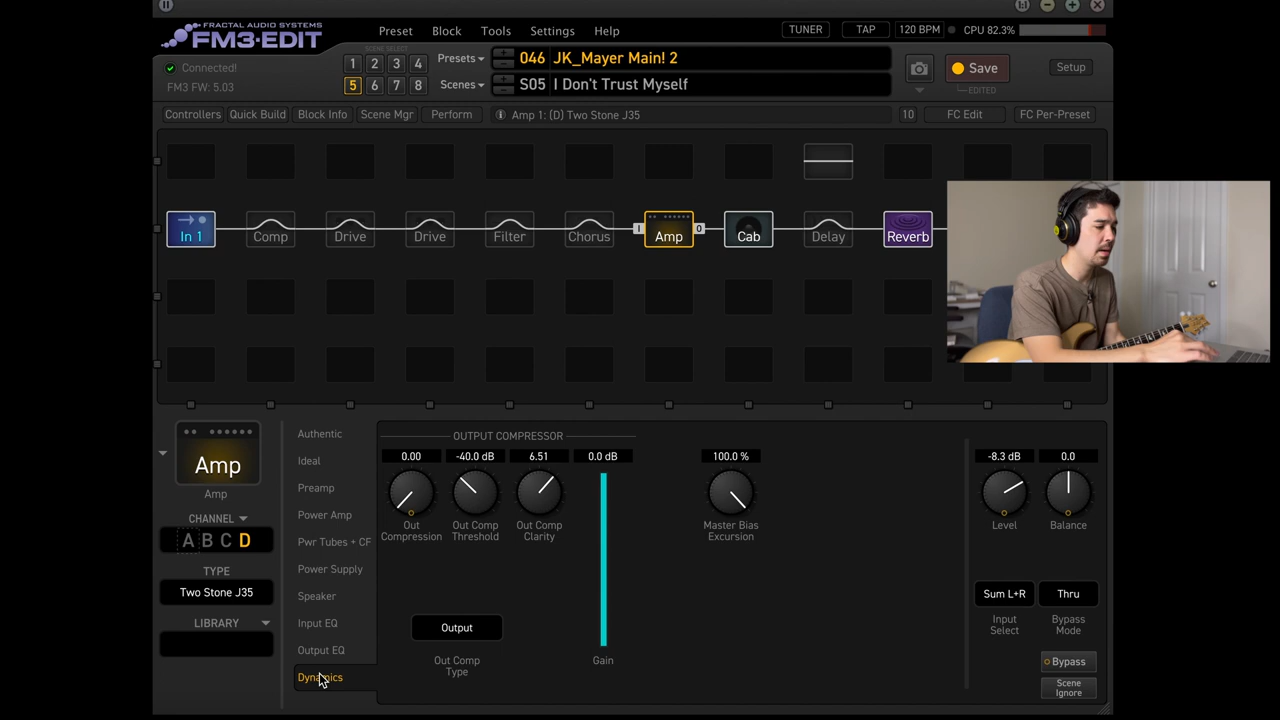 1:1
FRACTAL AUDIO SYSTEMS
FM3-EDIT
Preset Block Tools Settings Help
TUNER TAP 120 BPM CPU 82.3%
SCENE SELECT
1 2 3 4
5 6 7 8
Connected!
FM3 FW: 5.03
Presets 046 JK_Mayer Main! 2
Scenes S05 I Don't Trust Myself
Save
EDITED
Setup
Controllers Quick Build Block Info Scene Mgr Perform Amp 1: (D) Two Stone J35 10 FC Edit FC Per-Preset
In 1 Comp Drive Drive Filter Chorus I Amp O Cab Delay Reverb
Amp
Amp
CHANNEL
A B C D
TYPE
Two Stone J35
LIBRARY
Authentic
Ideal
Preamp
Power Amp
Pwr Tubes + CF
Power Supply
Speaker
Input EQ
Output EQ
Dynamics
OUTPUT COMPRESSOR
0.00 -40.0 dB 6.51 0.0 dB 100.0 %
Out Compression
Out Comp Threshold
Out Comp Clarity
Master Bias Excursion
Output
Out Comp Type
Gain
-8.3 dB 0.0
Level Balance
Sum L+R Thru
Input Select
Bypass Mode
Bypass
Scene Ignore